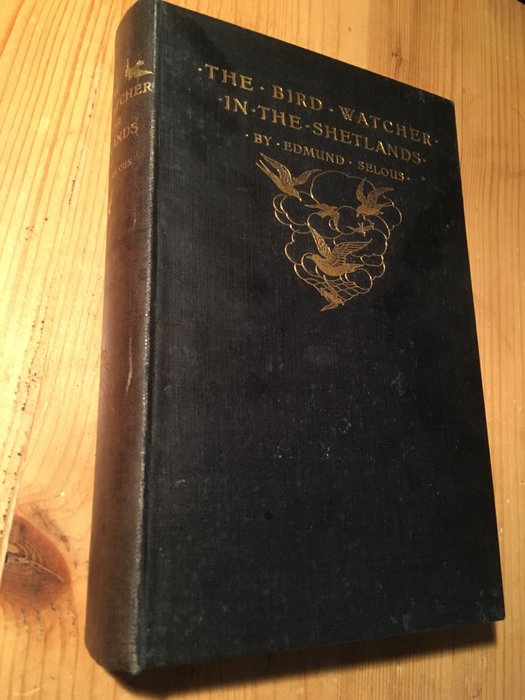 ·THE·BIRD·WATCHER·
·IN·THE·SHETLANDS·
·BY·EDMUND·SELOUS·